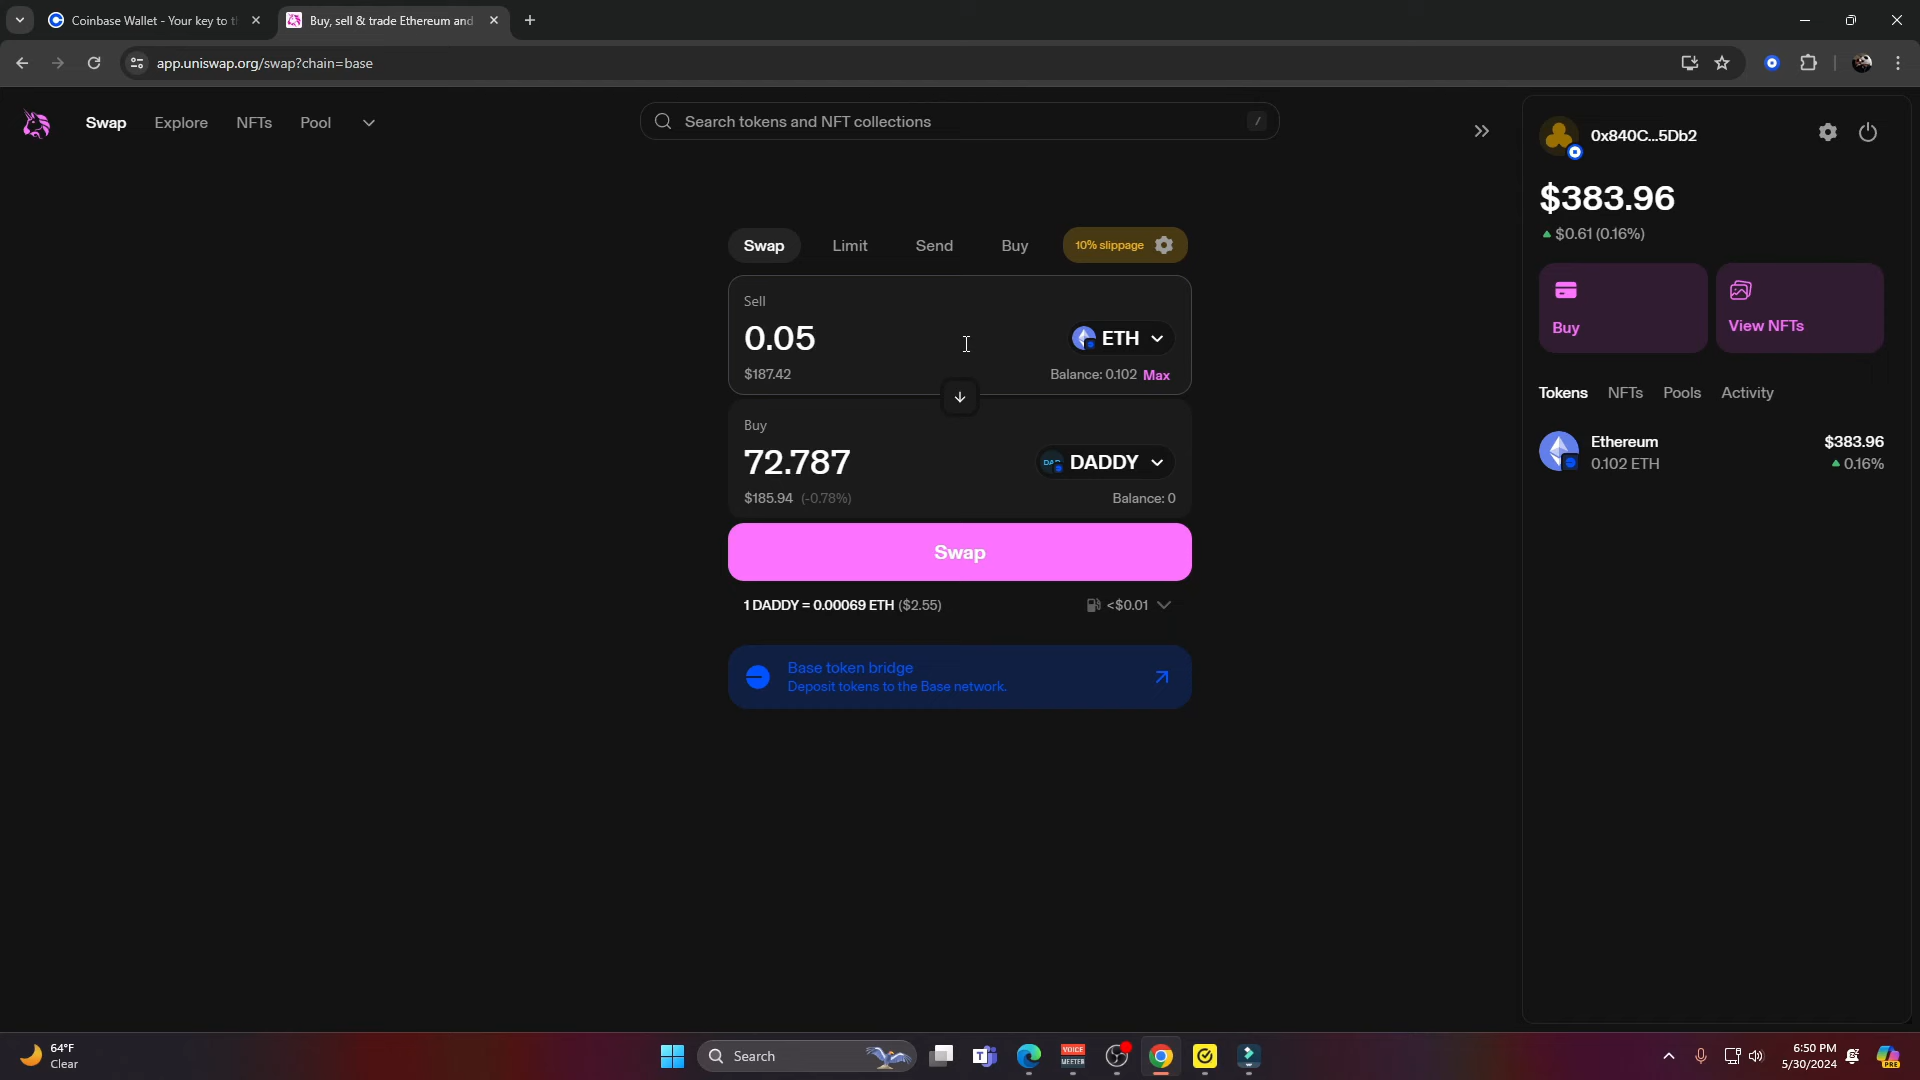 Coinbase Wallet - Your key to t
Buy, sell & trade Ethereum and
app.uniswap.org/swap?chain=base
Swap
Explore
NFTs
Pool
Search tokens and NFT collections
/
0x840C...5Db2
$383.96
$0.61 (0.16%)
Buy
View NFTs
Tokens
NFTs
Pools
Activity
Ethereum
$383.96
0.102 ETH
0.16%
Swap
Limit
Send
Buy
10% slippage
Sell
0.05
ETH
$187.42
Balance: 0.102
Max
Buy
72.787
DADDY
$185.94 (-0.78%)
Balance: 0
Swap
1 DADDY = 0.00069 ETH ($2.55)
<$0.01
Base token bridge
Deposit tokens to the Base network.
64°F
Clear
Search
VOICE
MEETER
6:50 PM
5/30/2024
PRE